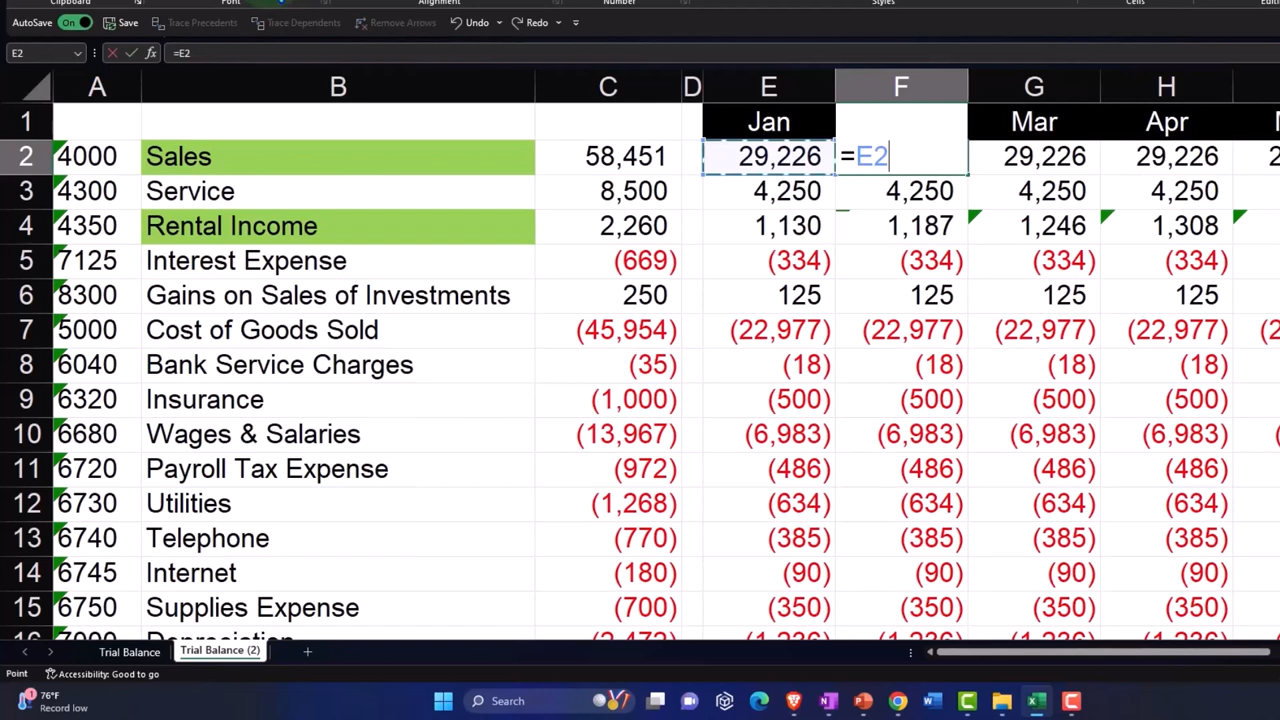 Clipboard Font Alignment Number Styles Cells
AutoSave On Save Trace Precedents Trace Dependents Remove Arrows Undo Redo
E2 fx =E2
A B C D E F G H
1 Jan Mar Apr
2 4000 Sales 58,451 29,226 =E2 29,226 29,226
3 4300 Service 8,500 4,250 4,250 4,250 4,250
4 4350 Rental Income 2,260 1,130 1,187 1,246 1,308
5 7125 Interest Expense (669) (334) (334) (334) (334)
6 8300 Gains on Sales of Investments 250 125 125 125 125
7 5000 Cost of Goods Sold (45,954) (22,977) (22,977) (22,977) (22,977)
8 6040 Bank Service Charges (35) (18) (18) (18) (18)
9 6320 Insurance (1,000) (500) (500) (500) (500)
10 6680 Wages & Salaries (13,967) (6,983) (6,983) (6,983) (6,983)
11 6720 Payroll Tax Expense (972) (486) (486) (486) (486)
12 6730 Utilities (1,268) (634) (634) (634) (634)
13 6740 Telephone (770) (385) (385) (385) (385)
14 6745 Internet (180) (90) (90) (90) (90)
15 6750 Supplies Expense (700) (350) (350) (350) (350)
16 7000 Depreciation (2,472) (1,236) (1,236) (1,236) (1,236)
Trial Balance Trial Balance (2)
Point Accessibility: Good to go
1 76°F Search
Record low